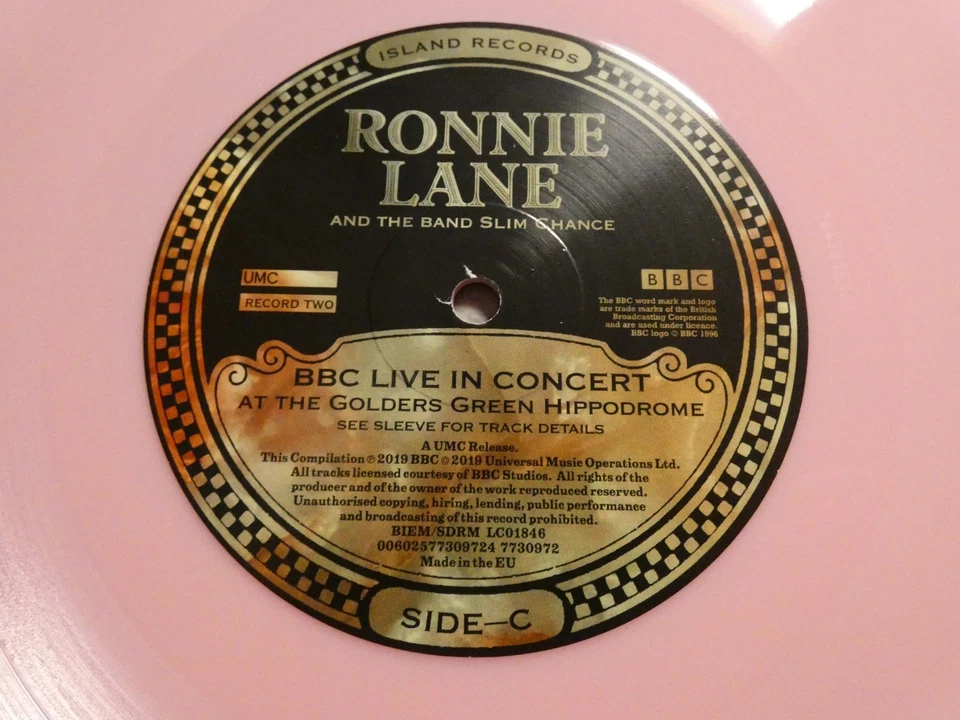 ISLAND RECORDS
RONNIE
LANE
AND THE BAND SLIM CHANCE
UMC
RECORD TWO
BBC
The BBC word mark and logo
are trade marks of the British
Broadcasting Corporation
and are used under licence.
BBC logo © BBC 1996
BBC LIVE IN CONCERT
AT THE GOLDERS GREEN HIPPODROME
SEE SLEEVE FOR TRACK DETAILS
A UMC Release.
This Compilation ℗ 2019 BBC © 2019 Universal Music Operations Ltd.
All tracks licensed courtesy of BBC Studios. All rights of the
producer and of the owner of the work reproduced reserved.
Unauthorised copying, hiring, lending, public performance
and broadcasting of this record prohibited.
BIEM/SDRM LC01846
00602577309724 7730972
Made in the EU
SIDE—C